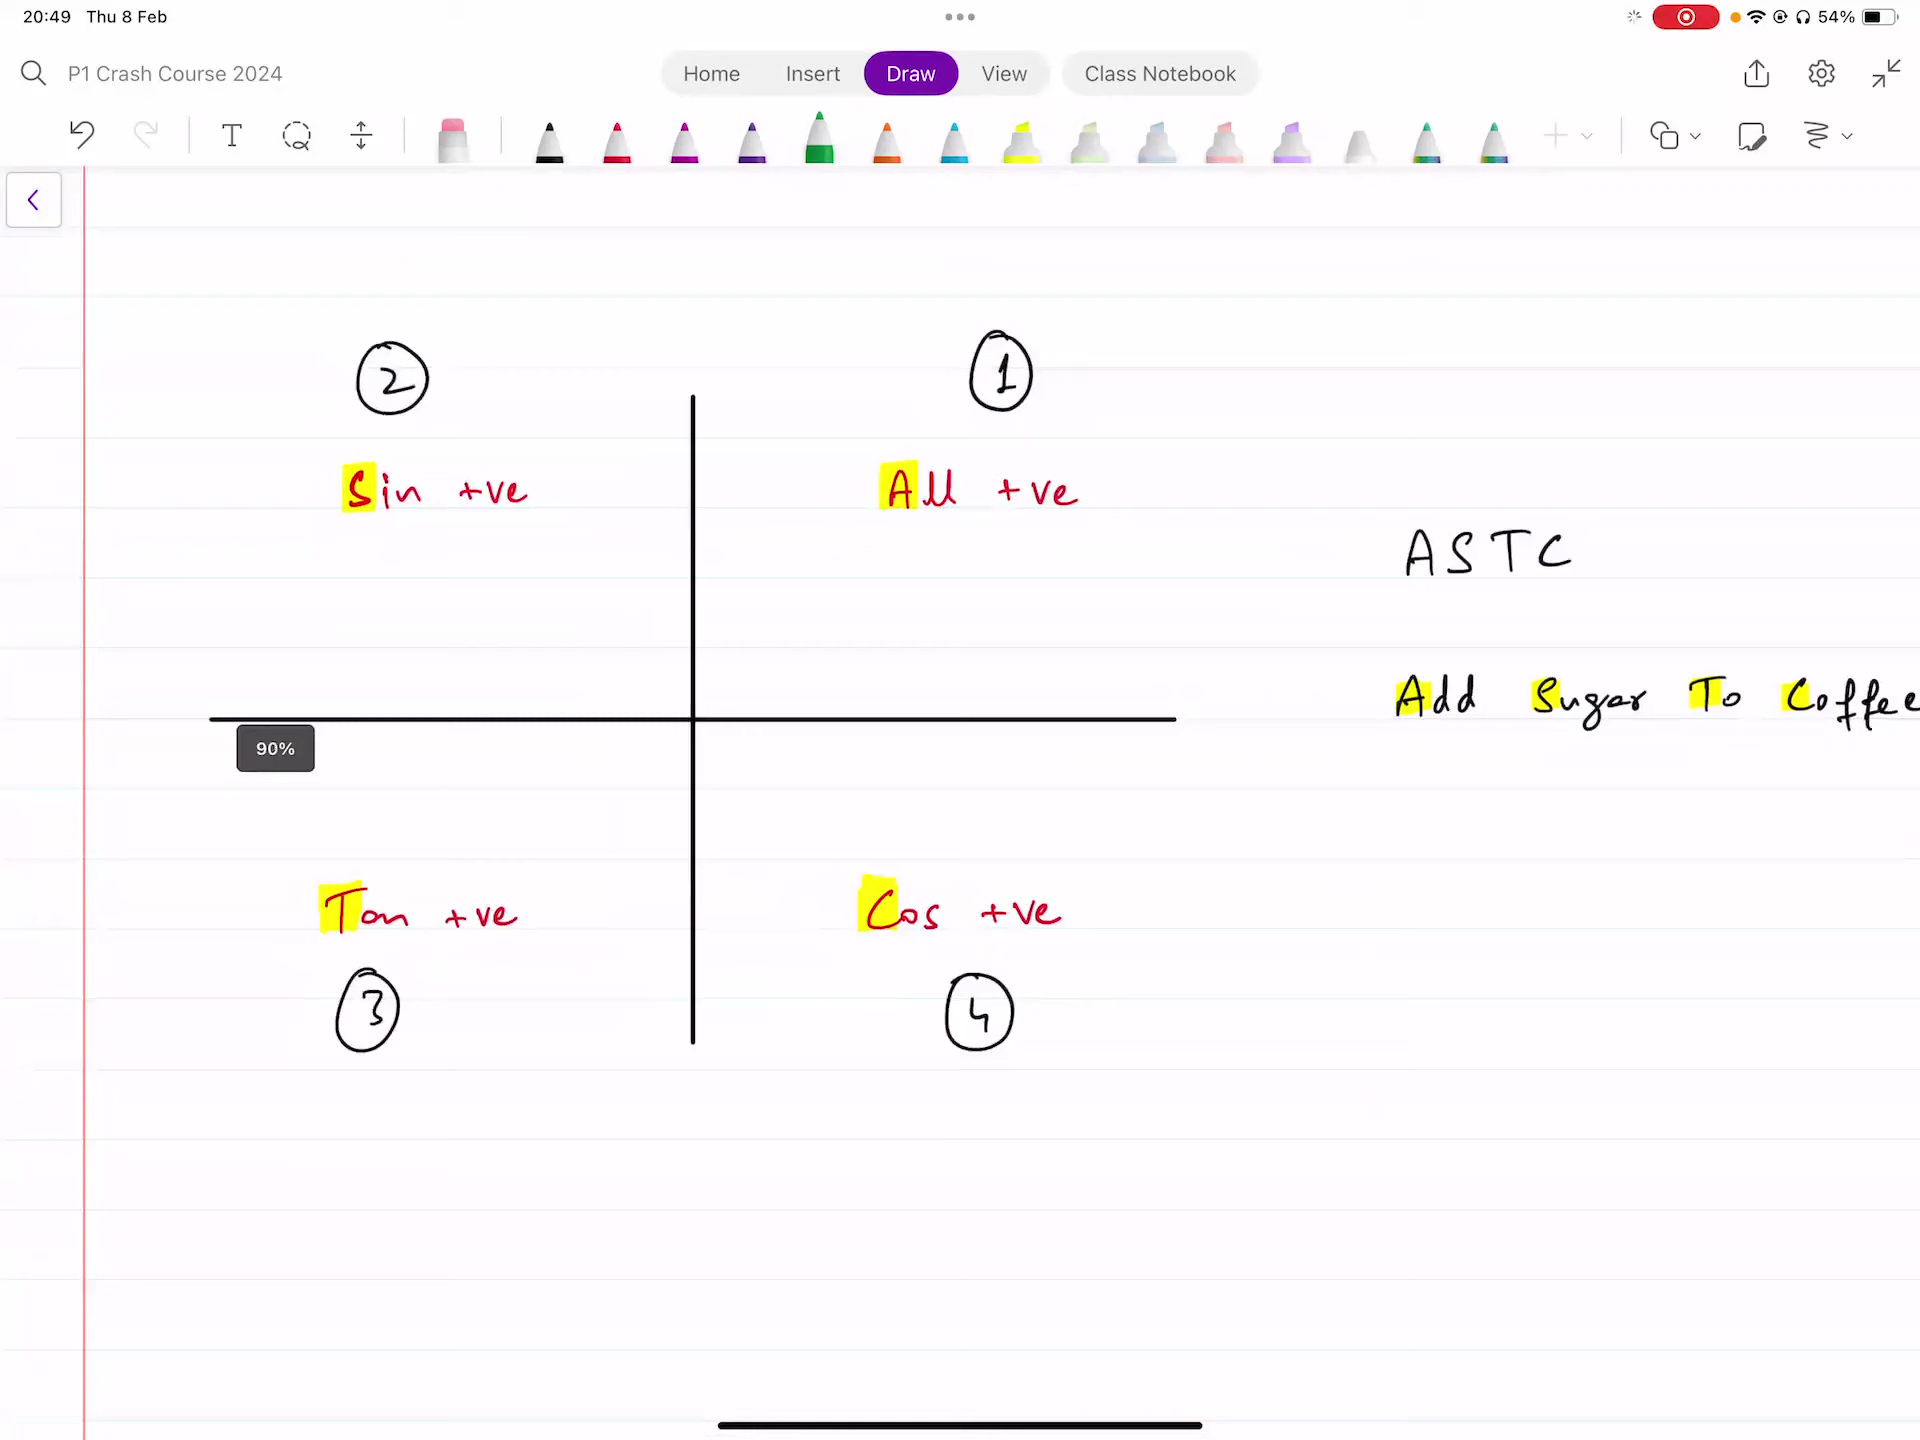 20:49 Thu 8 Feb
54%
P1 Crash Course 2024
Home Insert Draw View Class Notebook
T
2
1
Sin +ve
All +ve
ASTC
Add Sugar To Coffee
90%
Tan +ve
Cos +ve
3
4